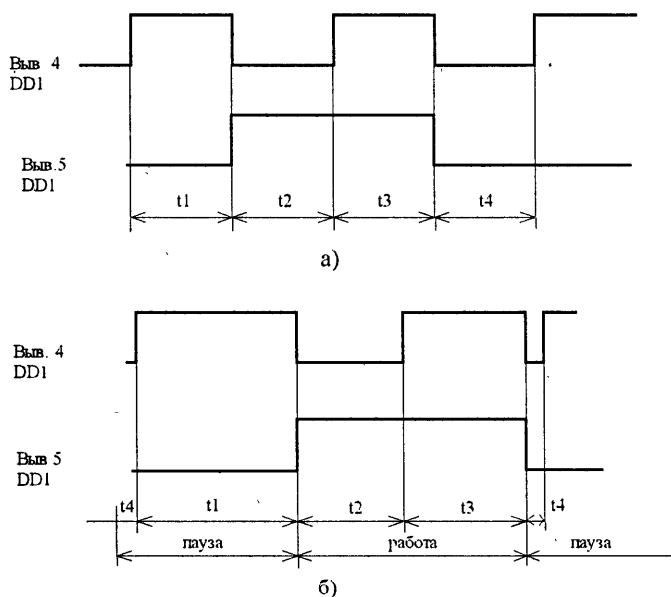 Выв 4
DD1
Выв.5
DD1
t1 t2 t3 t4
а)
Выв. 4
DD1
Выв 5
DD1
t4 t1 t2 t3 t4
пауза работа пауза
б)